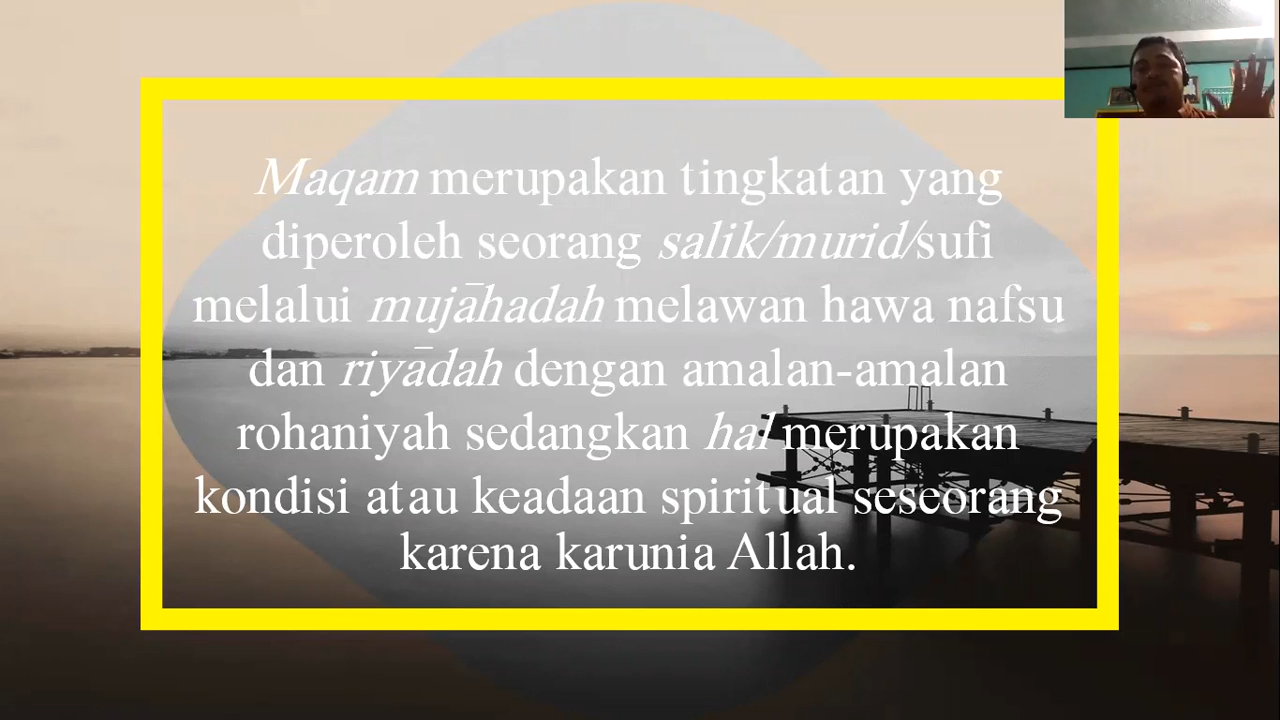 Maqam merupakan tingkatan yang
diperoleh seorang salik/murid/sufi
melalui mujāhadah melawan hawa nafsu
dan riyādah dengan amalan-amalan
rohaniyah sedangkan hal merupakan
kondisi atau keadaan spiritual seseorang
karena karunia Allah.